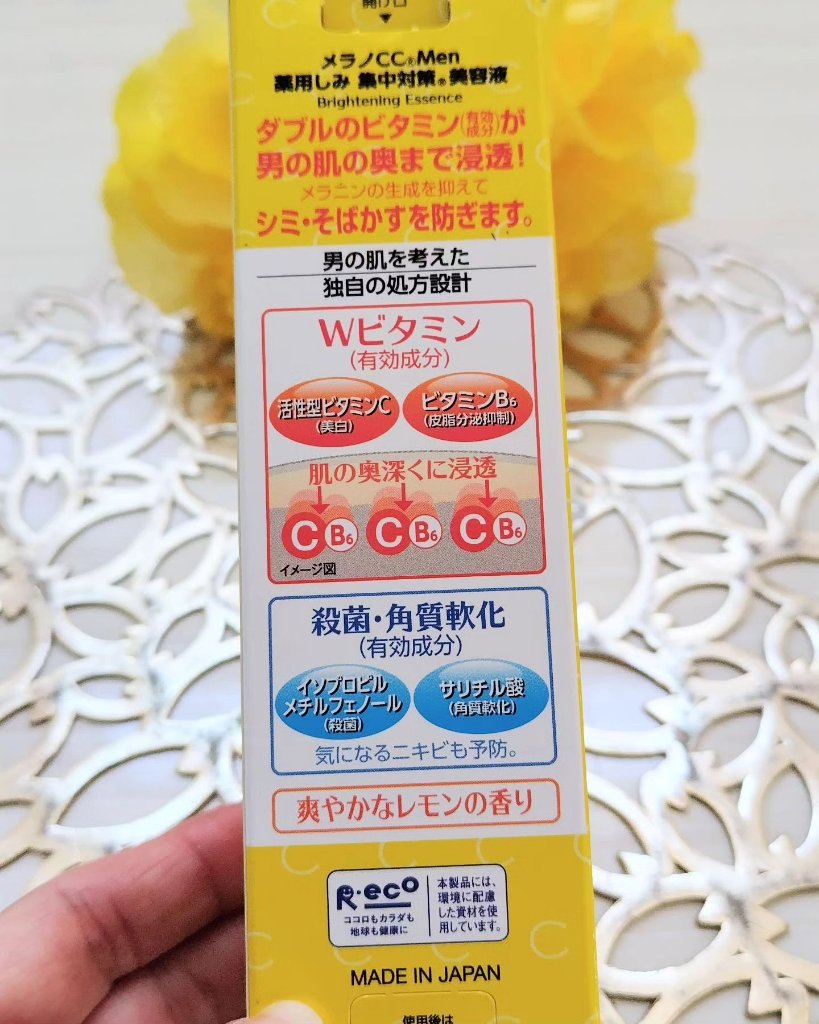 開け口
メラノCC®Men
薬用しみ 集中対策®美容液
Brightening Essence
ダブルのビタミン(有効成分)が
男の肌の奥まで浸透!
メラニンの生成を抑えて
シミ・そばかすを防ぎます。
男の肌を考えた
独自の処方設計
Wビタミン
(有効成分)
活性型ビタミンC
(美白)
ビタミンB₆
(皮脂分泌抑制)
肌の奥深くに浸透
C B₆ C B₆ C B₆
イメージ図
殺菌・角質軟化
(有効成分)
イソプロピル
メチルフェノール
(殺菌)
サリチル酸
(角質軟化)
気になるニキビも予防。
爽やかなレモンの香り
R・eco
ココロもカラダも
地球も健康に
本製品には、
環境に配慮
した資材を使
用しています。
MADE IN JAPAN
使用後は